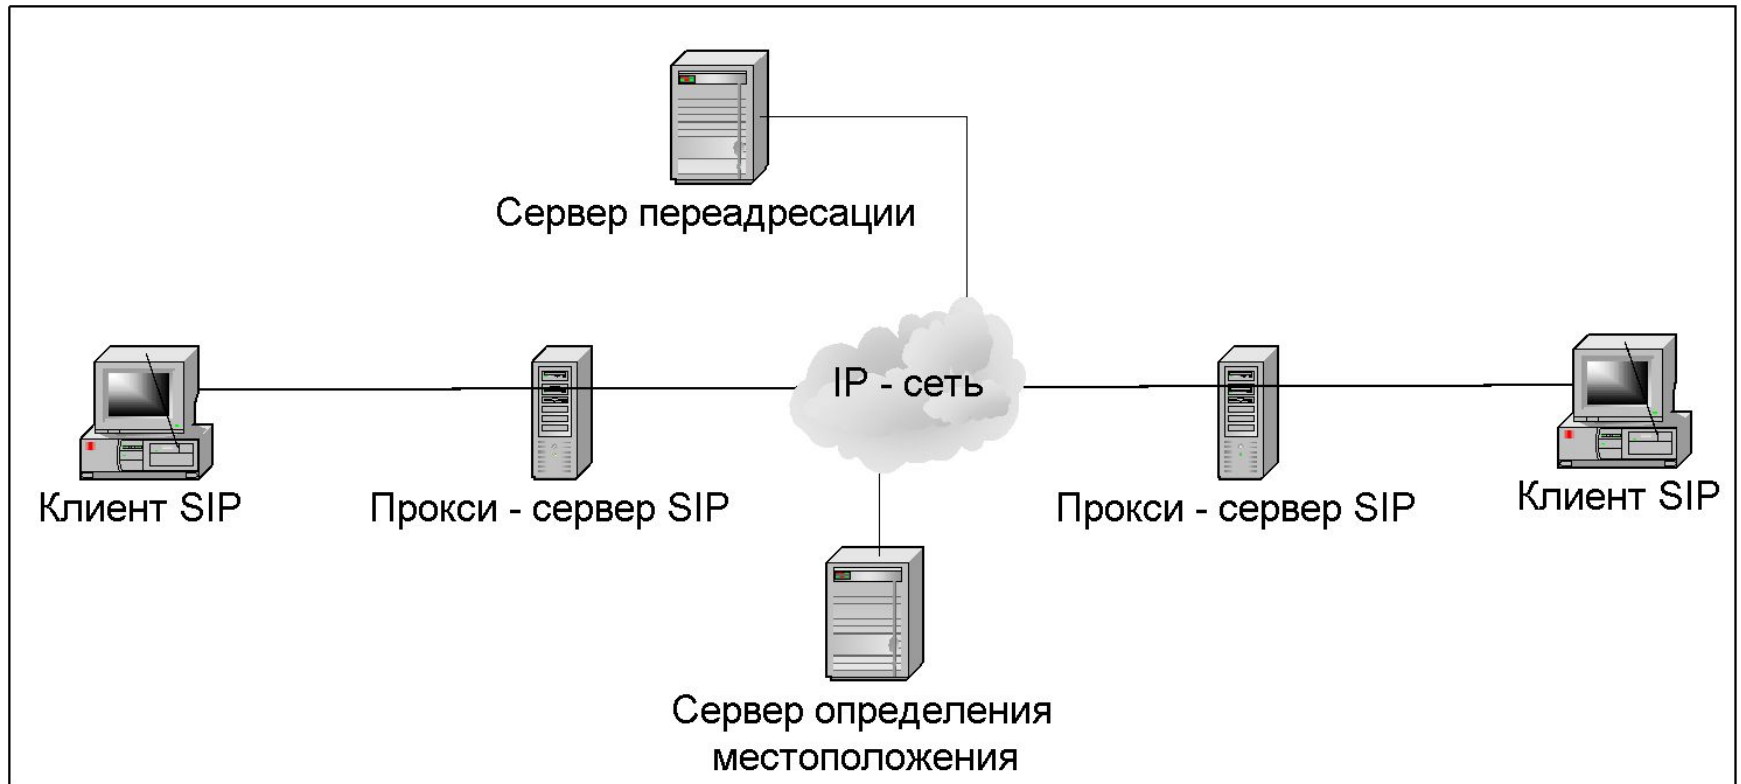 Сервер переадресации
IP - сеть
Клиент SIP
Прокси - сервер SIP
Прокси - сервер SIP
Клиент SIP
Сервер определения
местоположения